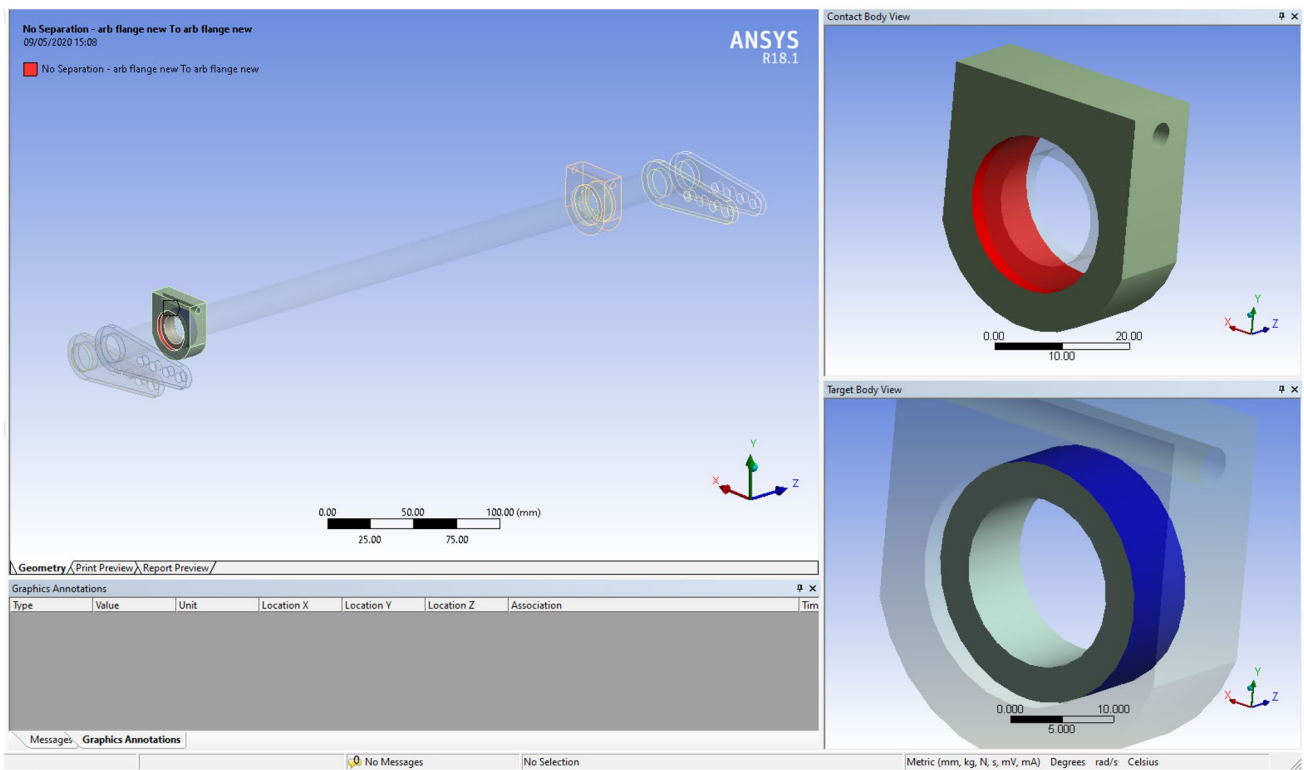 No Separation - arb flange new To arb flange new
09/05/2020 15:08
No Separation - arb flange new To arb flange new
ANSYS
R18.1
Y
X
Z
0.00 50.00 100.00 (mm)
25.00 75.00
Geometry Print Preview Report Preview
Graphics Annotations
Type Value Unit Location X Location Y Location Z Association Tim
Messages Graphics Annotations
Contact Body View
Y
X
Z
0.00 20.00
10.00
Target Body View
Y
X
Z
0.000 10.000
5.000
0 No Messages No Selection Metric (mm, kg, N, s, mV, mA) Degrees rad/s Celsius